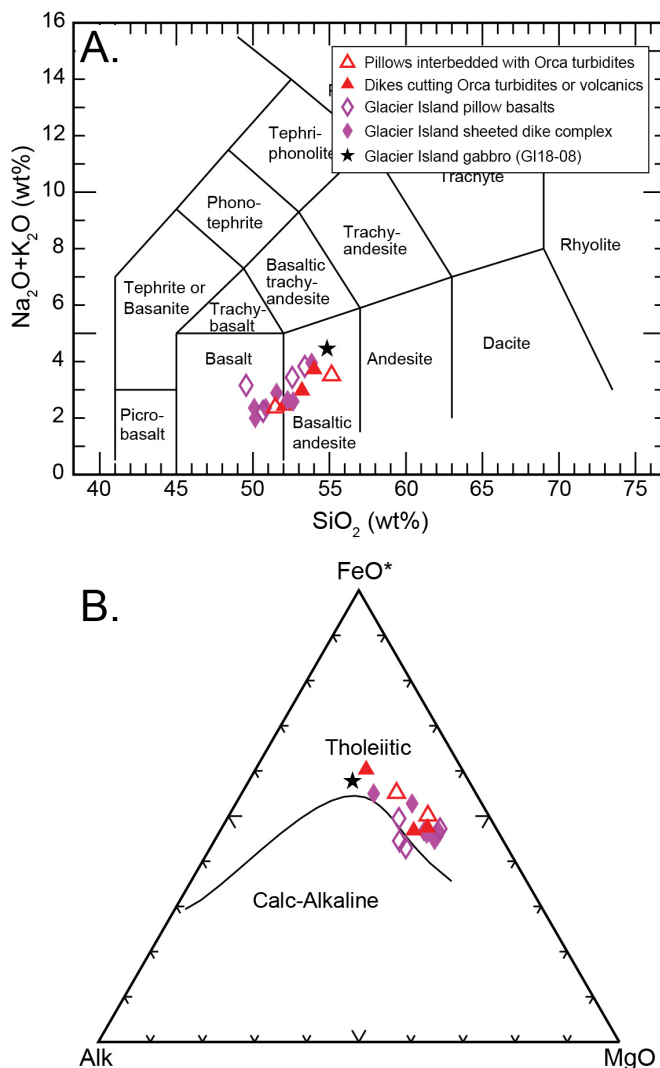 A.
Na2O+K2O (wt%)
16
14
12
10
8
6
4
2
0
40
45
50
55
60
65
70
75
SiO2 (wt%)
Pillows interbedded with Orca turbidites
Dikes cutting Orca turbidites or volcanics
Glacier Island pillow basalts
Glacier Island sheeted dike complex
Glacier Island gabbro (GI18-08)
Tephri-
phonolite
Trachyte
Phono-
tephrite
Trachy-
andesite
Rhyolite
Basaltic
trachy-
andesite
Tephrite or
Basanite
Trachy-
basalt
Basalt
Andesite
Dacite
Picro-
basalt
Basaltic
andesite
B.
FeO*
Tholeiitic
Calc-Alkaline
Alk
MgO